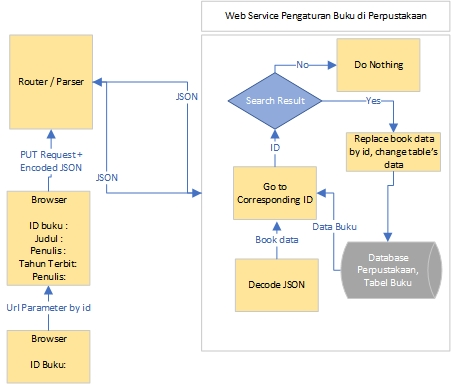 Web Service Pengaturan Buku di Perpustakaan
Router / Parser
JSON
JSON
PUT Request +
Encoded JSON
Browser
ID buku :
Judul :
Penulis :
Tahun Terbit:
Penulis:
Url Parameter by id
Browser
ID Buku:
No
Do Nothing
Search Result
Yes
Replace book data
by id, change table's
data
ID
Go to
Corresponding ID
Data Buku
Book data
Decode JSON
Database
Perpustakaan,
Tabel Buku